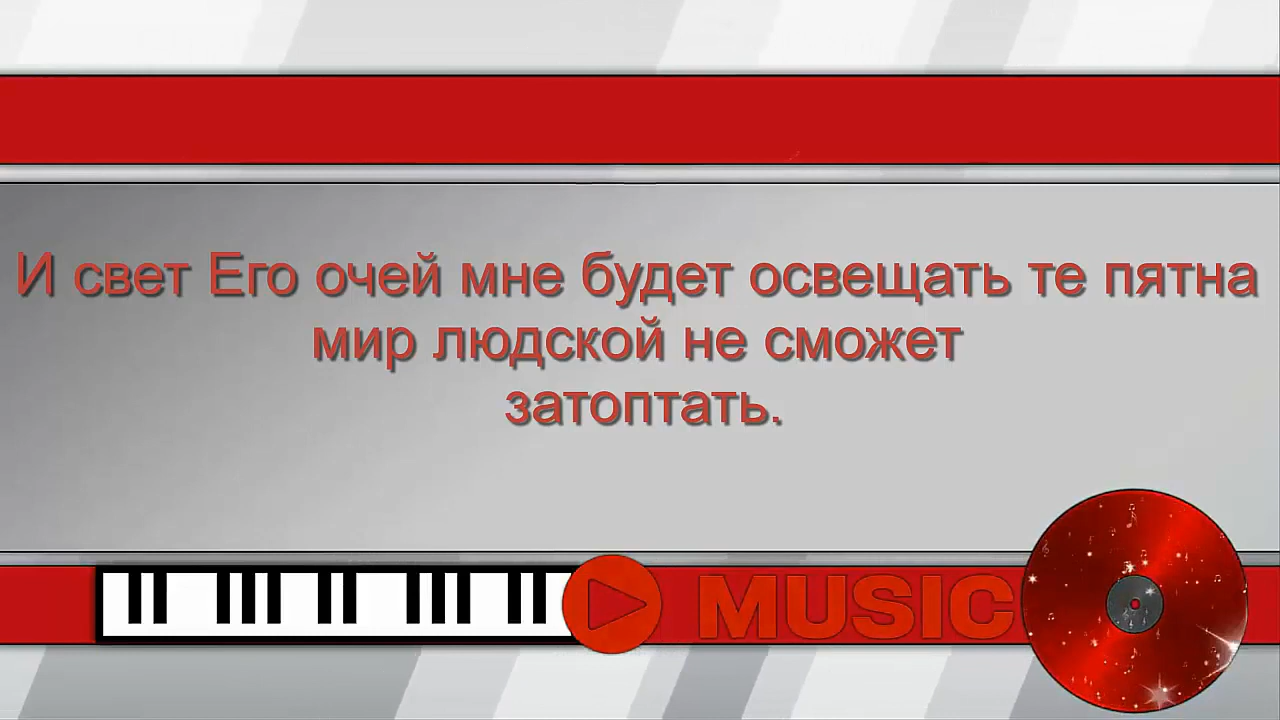 И свет Его очей мне будет освещать те пятна
мир людской не сможет
затоптать.
MUSIC